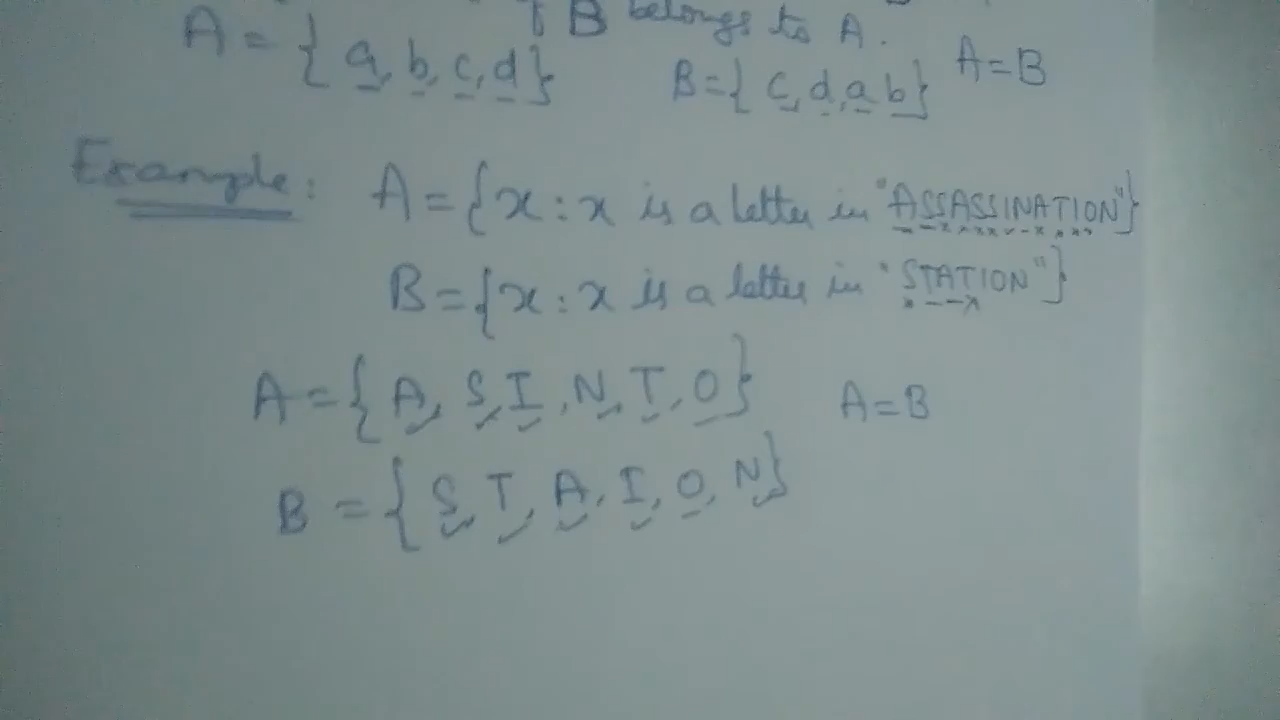 B belongs to A.
A = {a, b, c, d} B = {c, d, a b} A = B
Example: A = {x : x is a letter in "ASSASSINATION"}
B = {x : x is a letter in "STATION"}
A = {A, S, I, N, T, O} A = B
B = {S, T, A, I, O, N}